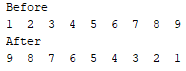 Before
1 2 3 4 5 6 7 8 9
After
9 8 7 6 5 4 3 2 1